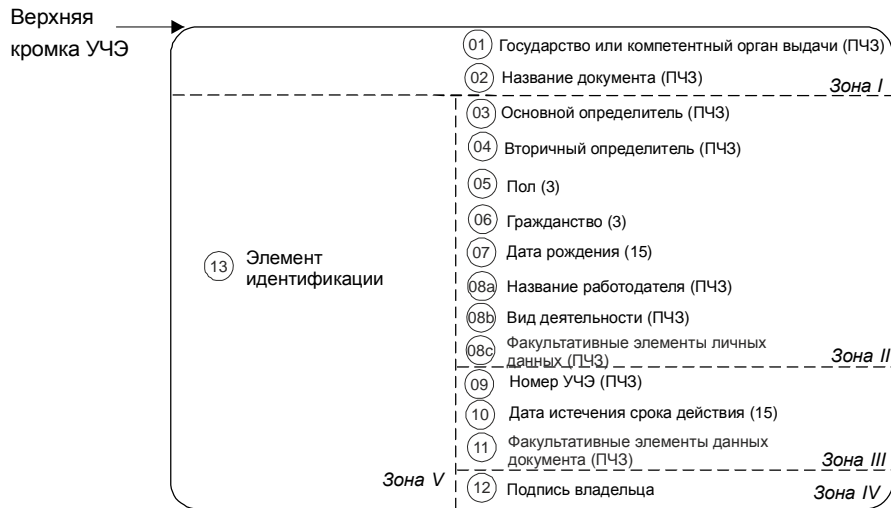 Верхняя
кромка УЧЭ
01 Государство или компетентный орган выдачи (ПЧЗ)
02 Название документа (ПЧЗ)
Зона I
03 Основной определитель (ПЧЗ)
04 Вторичный определитель (ПЧЗ)
05 Пол (3)
06 Гражданство (3)
07 Дата рождения (15)
13 Элемент
идентификации
08a Название работодателя (ПЧЗ)
08b Вид деятельности (ПЧЗ)
08c Факультативные элементы личных
данных (ПЧЗ)
Зона II
09 Номер УЧЭ (ПЧЗ)
10 Дата истечения срока действия (15)
11 Факультативные элементы данных
документа (ПЧЗ)
Зона III
Зона V
12 Подпись владельца
Зона IV